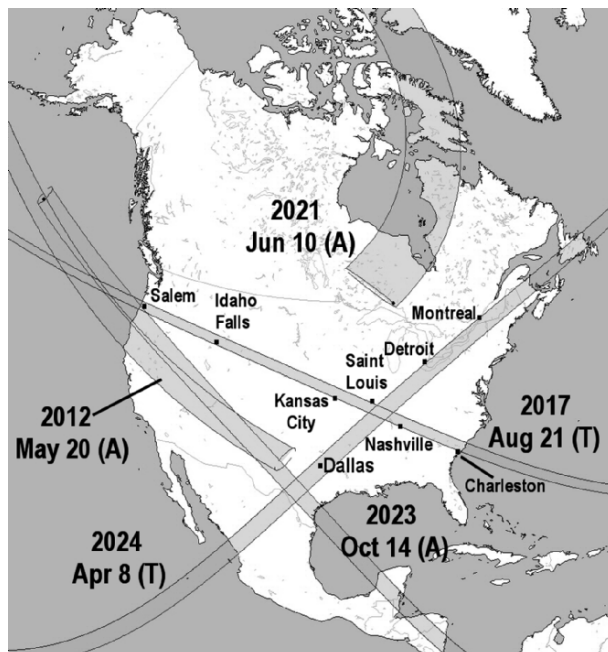 2021
Jun 10 (A)
Salem
Idaho
Falls
Montreal
Detroit
Saint
Louis
Kansas
City
2012
May 20 (A)
2017
Aug 21 (T)
Nashville
Dallas
Charleston
2023
Oct 14 (A)
2024
Apr 8 (T)